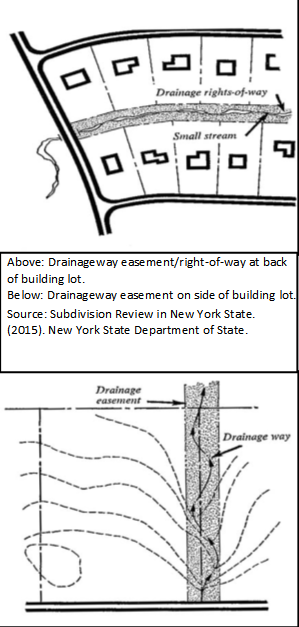 Drainage rights-of-way
Small stream
Above: Drainageway easement/right-of-way at back
of building lot.
Below: Drainageway easement on side of building lot.
Source: Subdivision Review in New York State.
(2015). New York State Department of State.
Drainage
easement
Drainage way